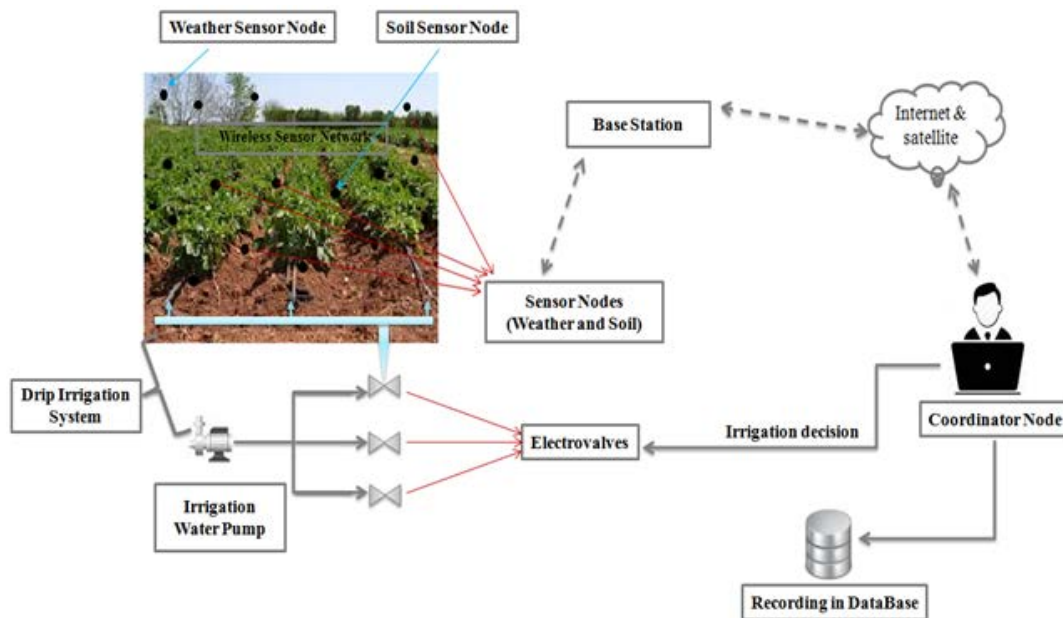 Weather Sensor Node
Soil Sensor Node
Wireless Sensor Network
Base Station
Internet &
satellite
Sensor Nodes
(Weather and Soil)
Drip Irrigation
System
Electrovalves
Irrigation decision
Coordinator Node
Irrigation
Water Pump
Recording in DataBase